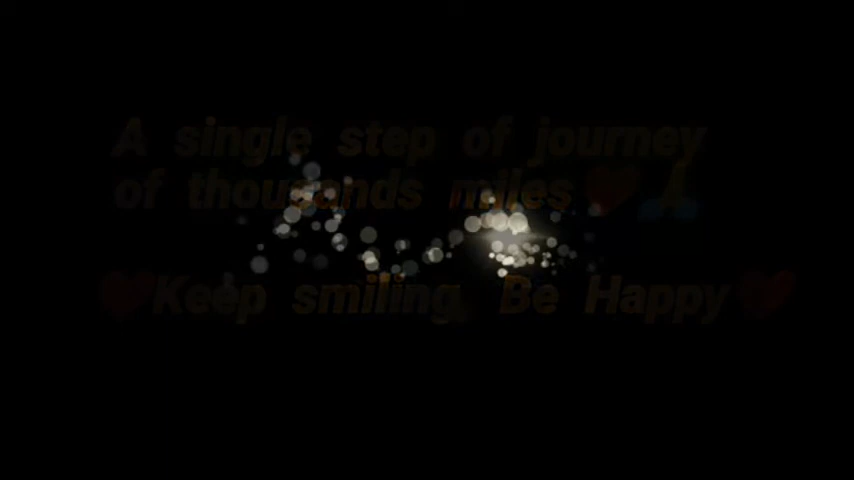 A single step of journey
of thousands miles❤️🙏
❤️Keep smiling Be Happy❤️